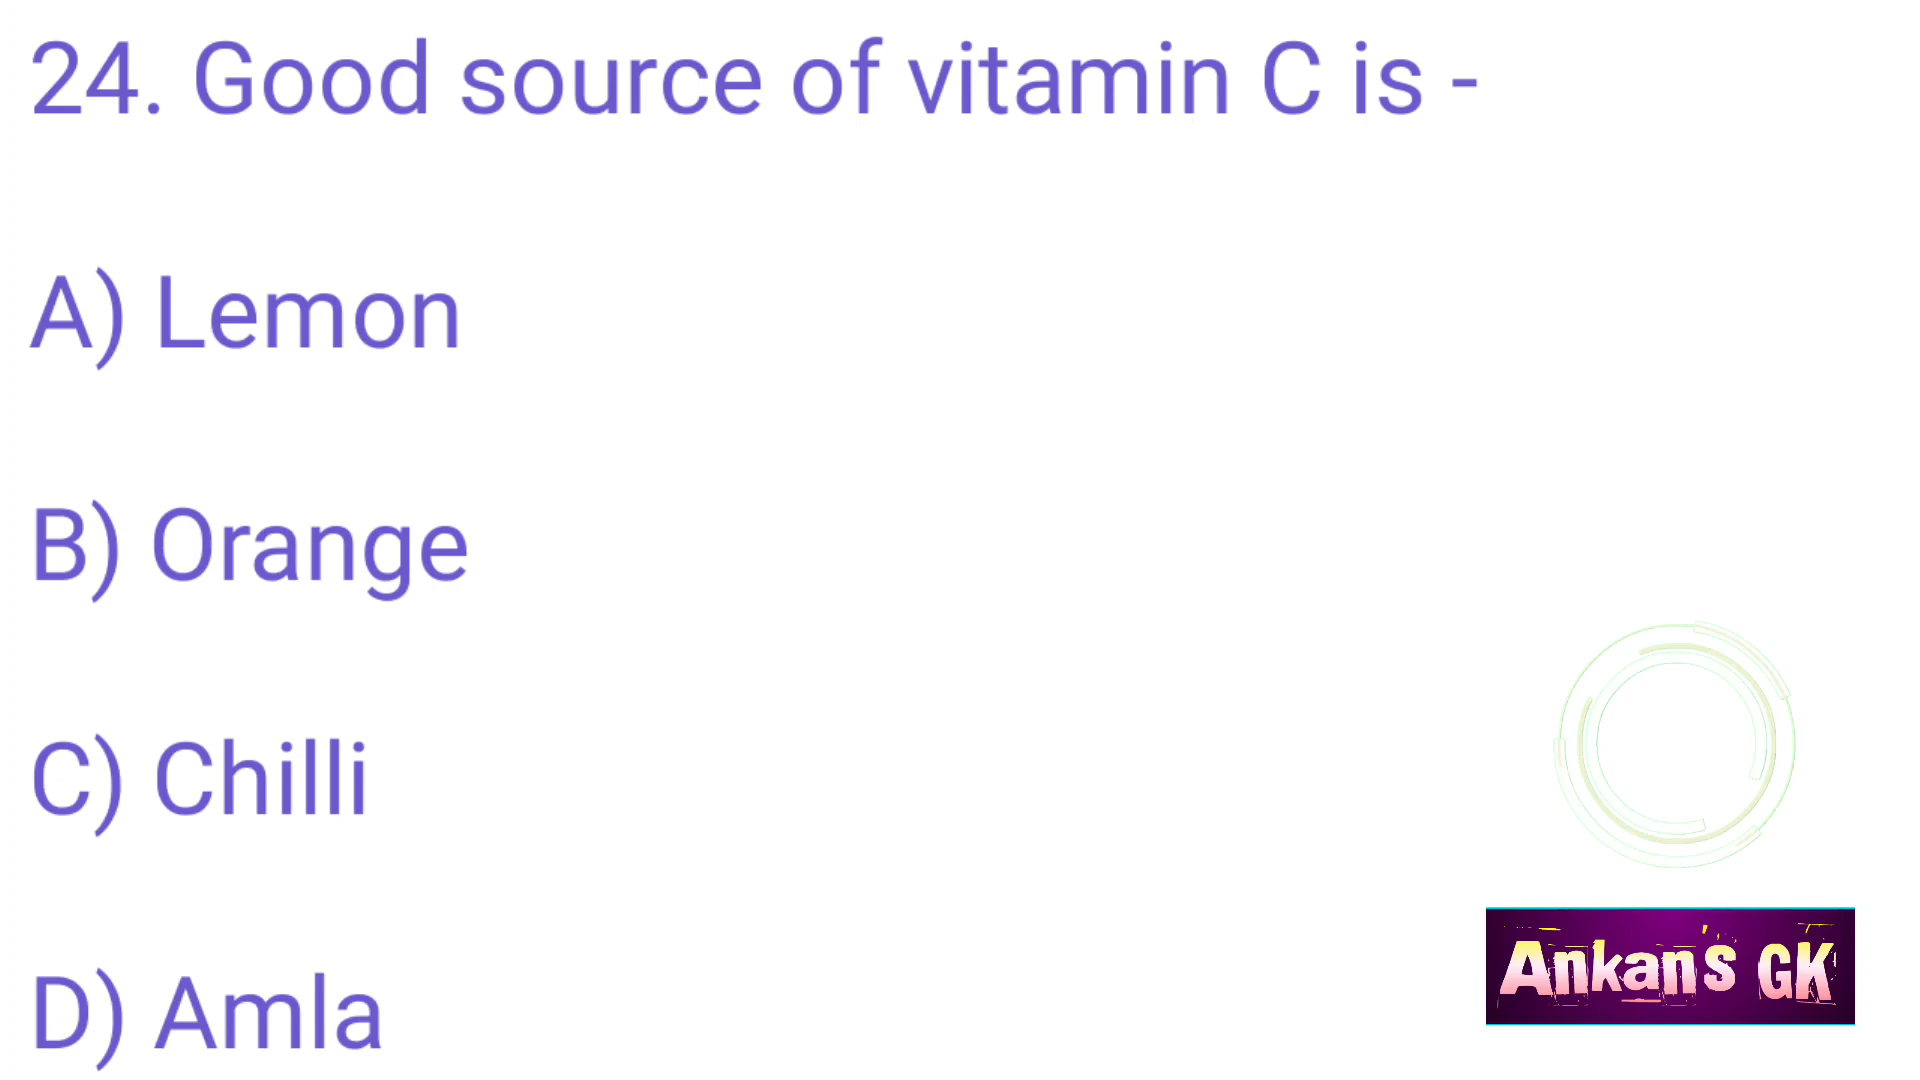 24. Good source of vitamin C is -
A) Lemon
B) Orange
C) Chilli
D) Amla
Ankan's GK